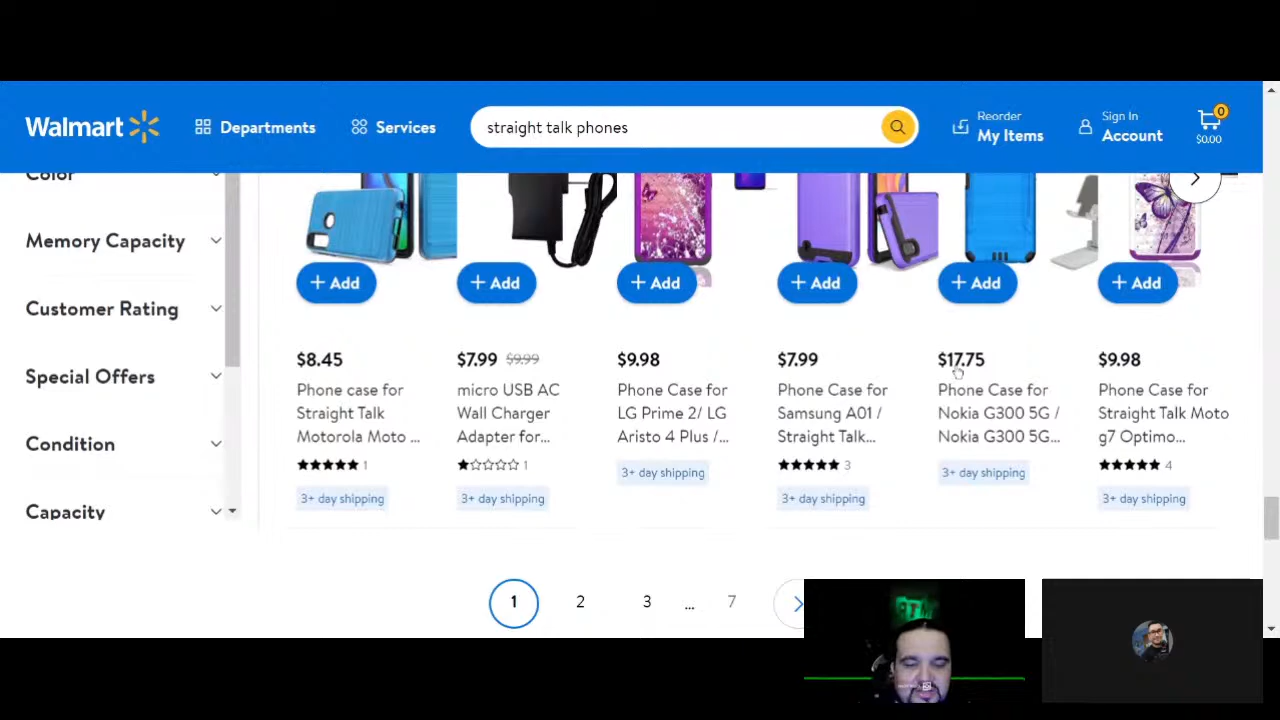 Walmart
Departments
Services
straight talk phones
Reorder
My Items
Sign In
Account
0
$0.00
Color
Memory Capacity
Customer Rating
Special Offers
Condition
Capacity
+ Add
+ Add
+ Add
+ Add
+ Add
+ Add
$8.45
Phone case for
Straight Talk
Motorola Moto ...
1
3+ day shipping
$7.99 $9.99
micro USB AC
Wall Charger
Adapter for...
1
3+ day shipping
$9.98
Phone Case for
LG Prime 2/ LG
Aristo 4 Plus /...
3+ day shipping
$7.99
Phone Case for
Samsung A01 /
Straight Talk...
3
3+ day shipping
$17.75
Phone Case for
Nokia G300 5G /
Nokia G300 5G...
3+ day shipping
$9.98
Phone Case for
Straight Talk Moto
g7 Optimo...
4
3+ day shipping
1 2 3 ... 7